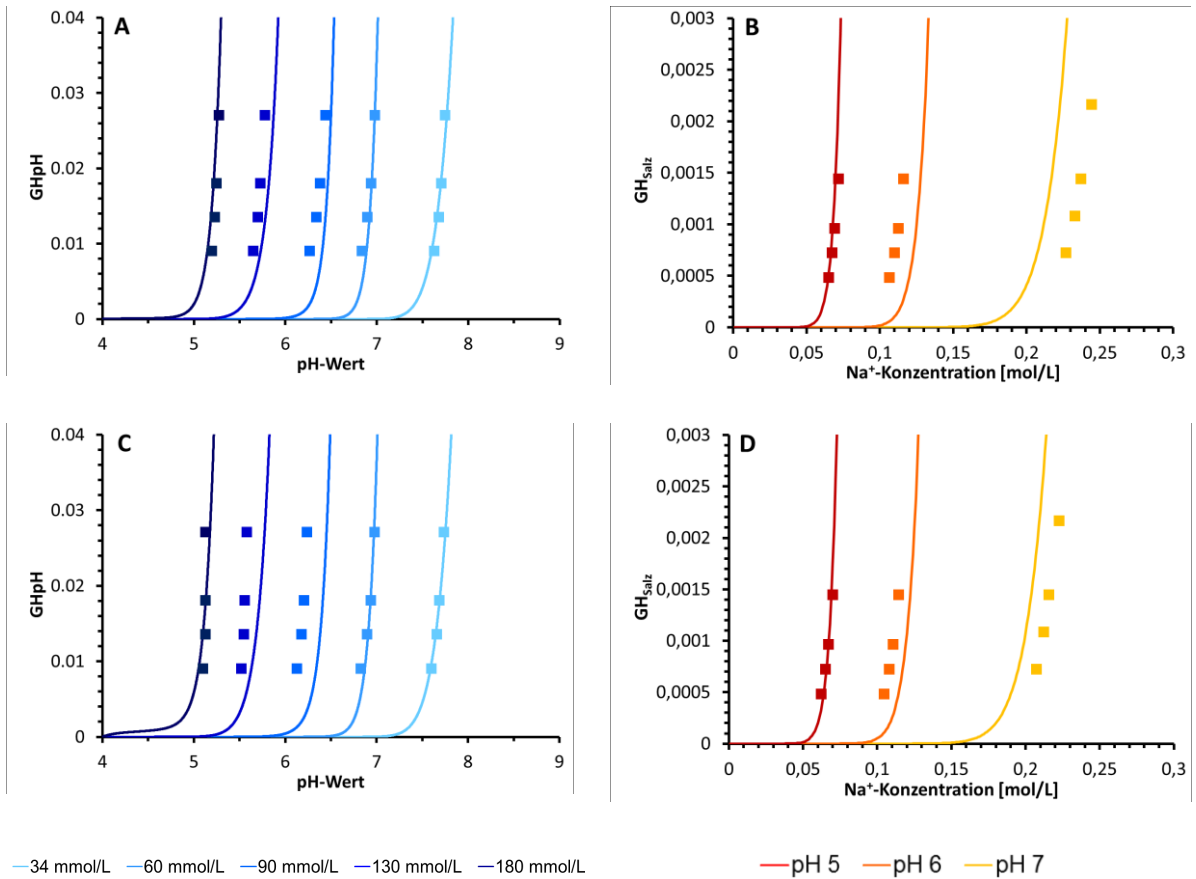 A
GHpH
0.04
0.03
0.02
0.01
0
4 5 6 7 8 9
pH-Wert
B
GHSalz
0,003
0,0025
0,002
0,0015
0,001
0,0005
0
0 0,05 0,1 0,15 0,2 0,25 0,3
Na⁺-Konzentration [mol/L]
C
GHpH
0.04
0.03
0.02
0.01
0
4 5 6 7 8 9
pH-Wert
D
GHSalz
0,003
0,0025
0,002
0,0015
0,001
0,0005
0
0 0,05 0,1 0,15 0,2 0,25 0,3
Na⁺-Konzentration [mol/L]
34 mmol/L 60 mmol/L 90 mmol/L 130 mmol/L 180 mmol/L
pH 5 pH 6 pH 7